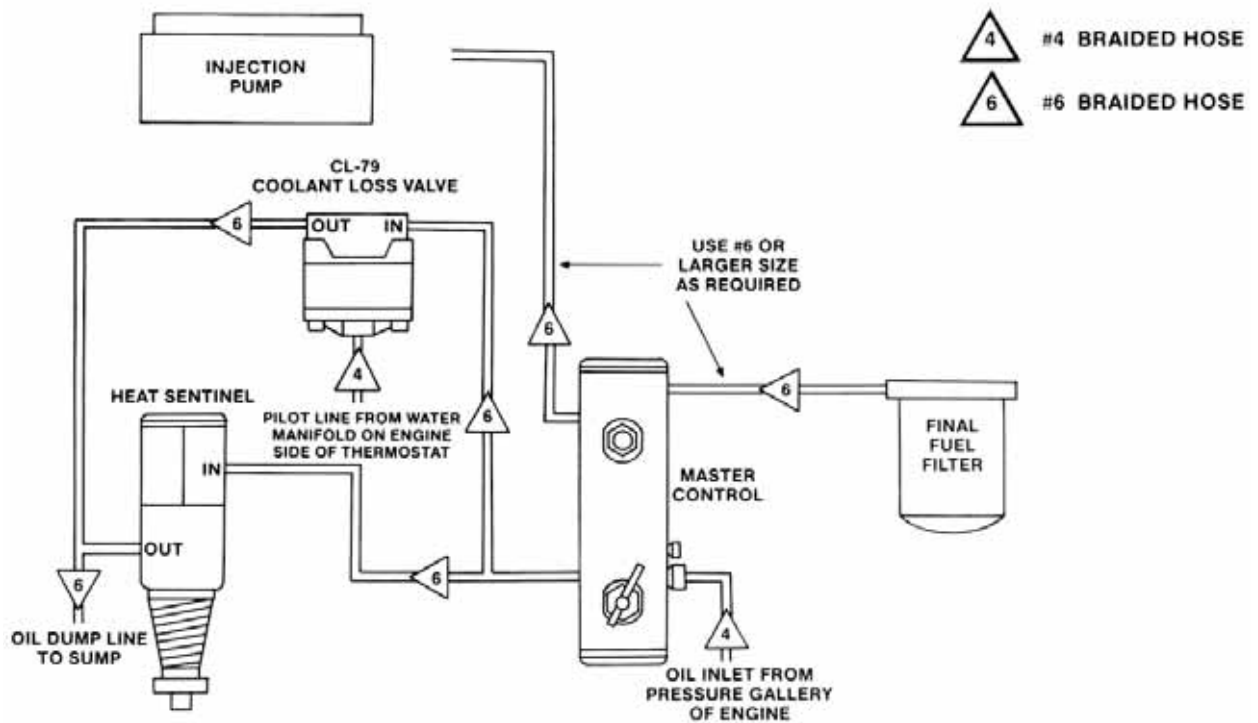 INJECTION
PUMP
4
#4 BRAIDED HOSE
6
#6 BRAIDED HOSE
CL-79
COOLANT LOSS VALVE
6
OUT
IN
USE #6 OR
LARGER SIZE
AS REQUIRED
6
4
6
6
HEAT SENTINEL
PILOT LINE FROM WATER
MANIFOLD ON ENGINE
SIDE OF THERMOSTAT
FINAL
FUEL
FILTER
IN
MASTER
CONTROL
OUT
6
6
4
OIL DUMP LINE
TO SUMP
OIL INLET FROM
PRESSURE GALLERY
OF ENGINE